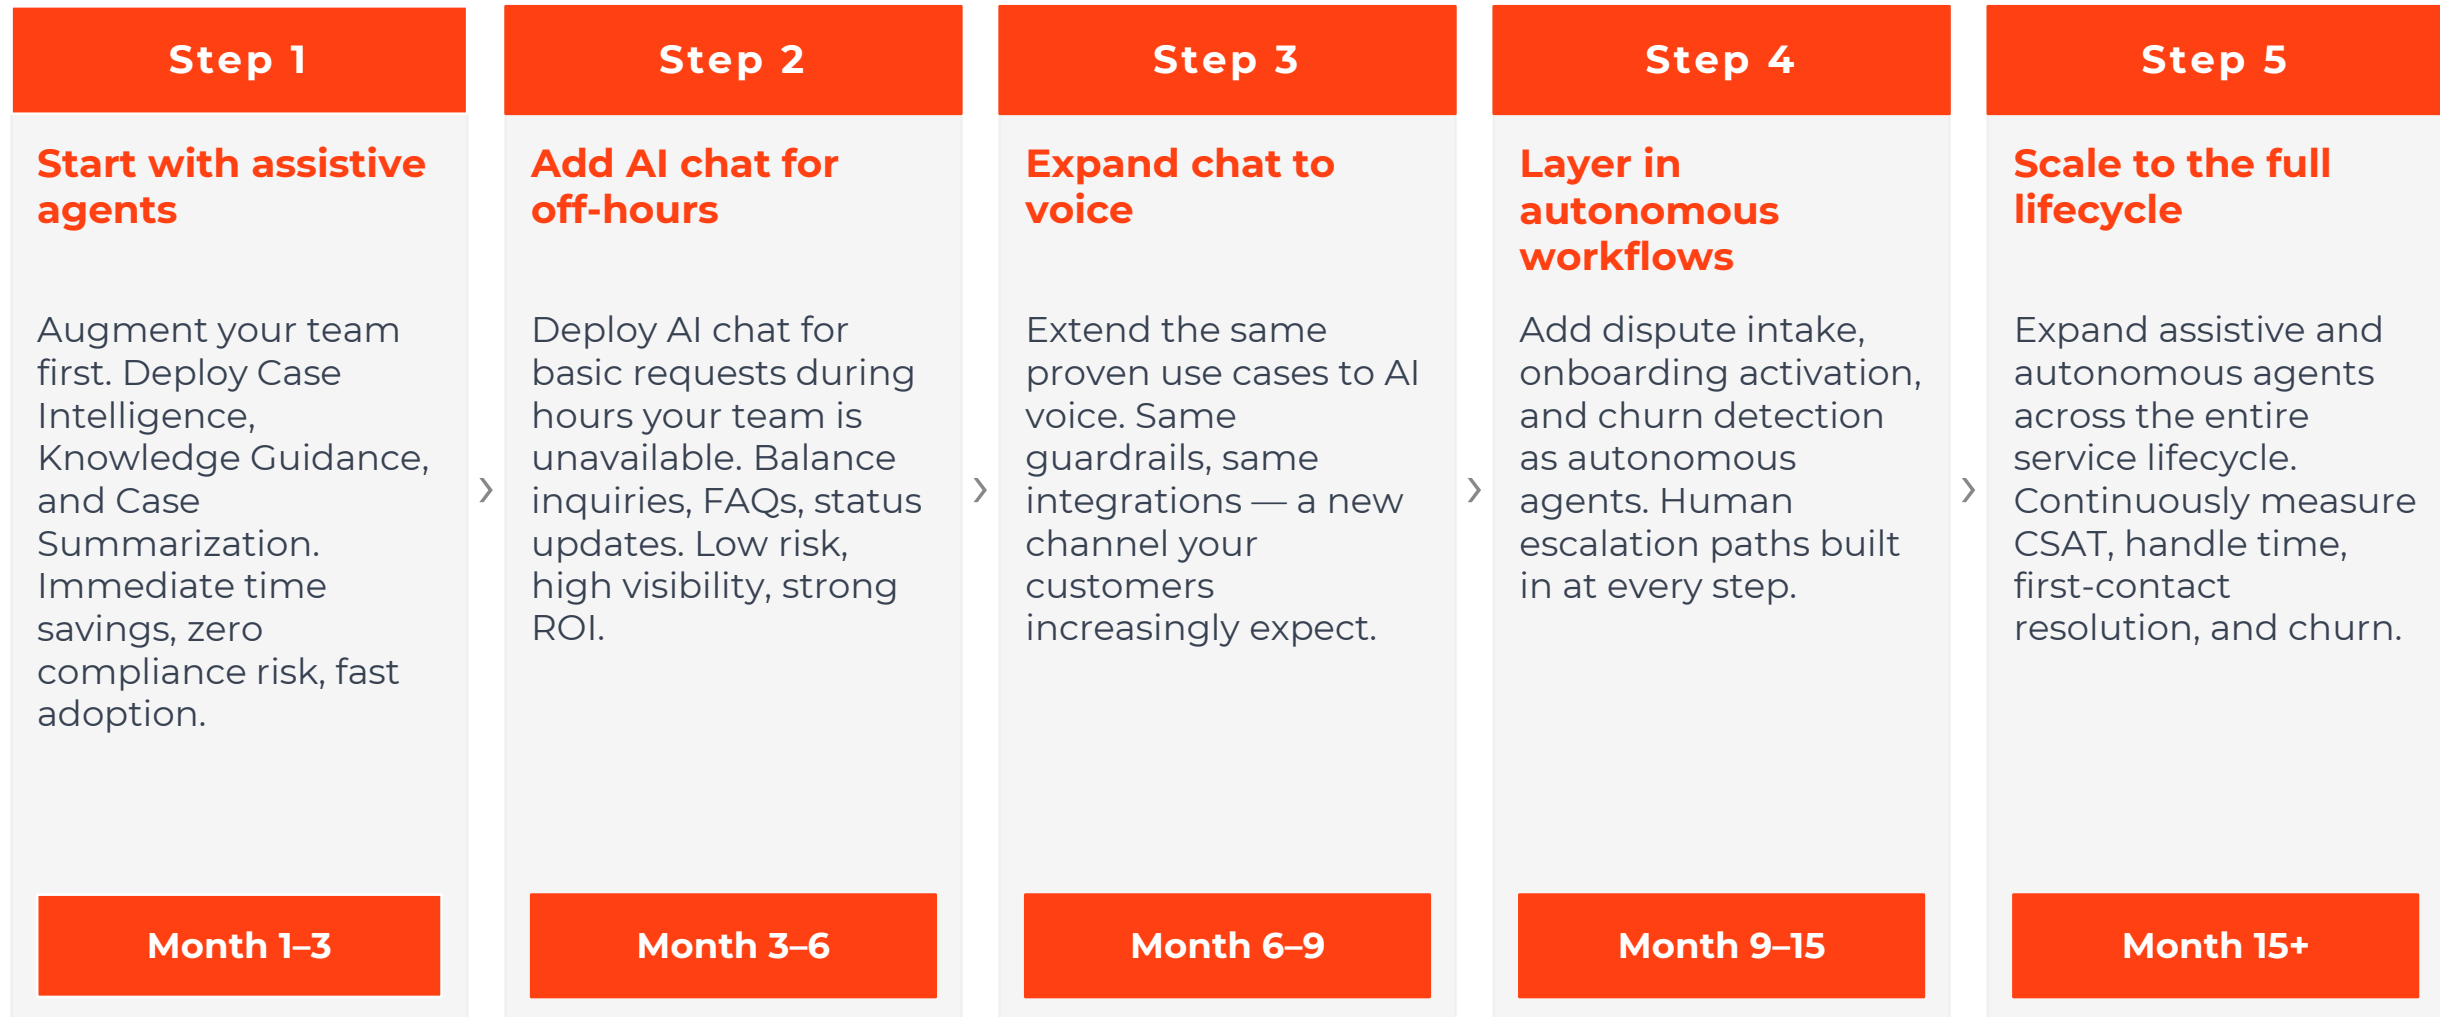 Step 1
Start with assistive
agents
Augment your team
first. Deploy Case
Intelligence,
Knowledge Guidance,
and Case
Summarization.
Immediate time
savings, zero
compliance risk, fast
adoption.
Month 1–3
›
Step 2
Add AI chat for
off-hours
Deploy AI chat for
basic requests during
hours your team is
unavailable. Balance
inquiries, FAQs, status
updates. Low risk,
high visibility, strong
ROI.
Month 3–6
›
Step 3
Expand chat to
voice
Extend the same
proven use cases to AI
voice. Same
guardrails, same
integrations — a new
channel your
customers
increasingly expect.
Month 6–9
›
Step 4
Layer in
autonomous
workflows
Add dispute intake,
onboarding activation,
and churn detection
as autonomous
agents. Human
escalation paths built
in at every step.
Month 9–15
›
Step 5
Scale to the full
lifecycle
Expand assistive and
autonomous agents
across the entire
service lifecycle.
Continuously measure
CSAT, handle time,
first-contact
resolution, and churn.
Month 15+